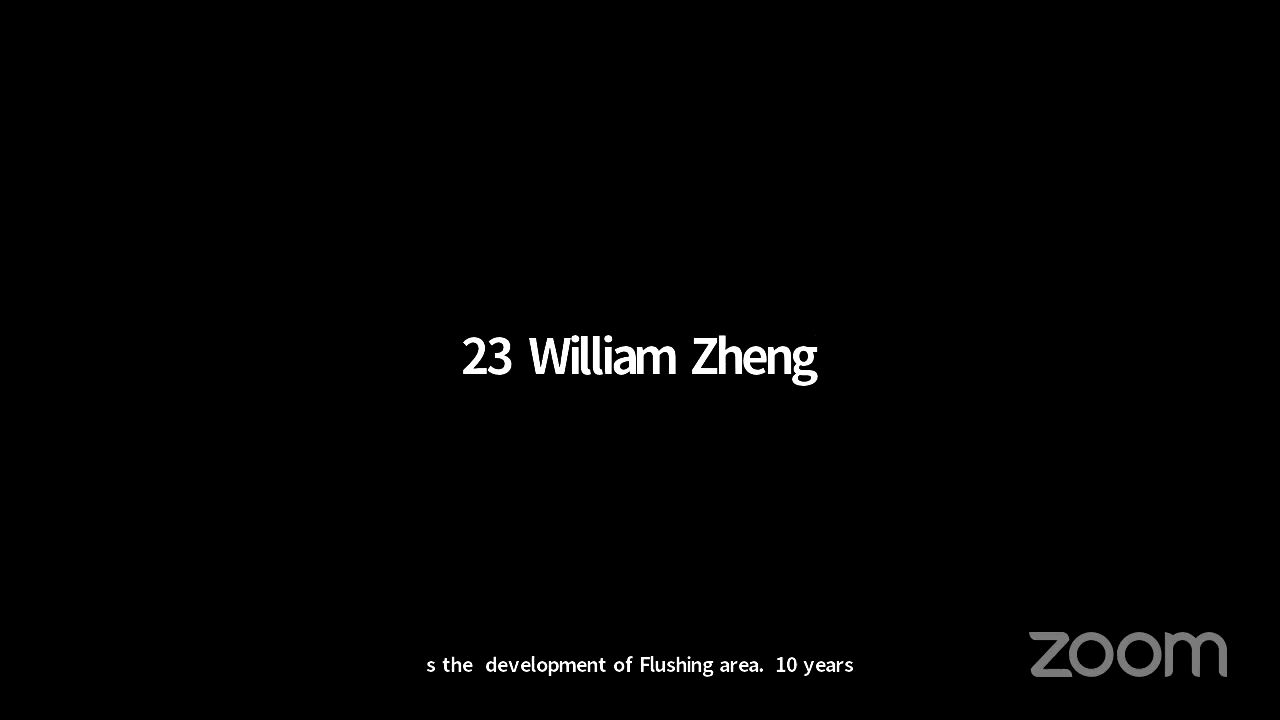 23 William Zheng
s the development of Flushing area. 10 years
zoom